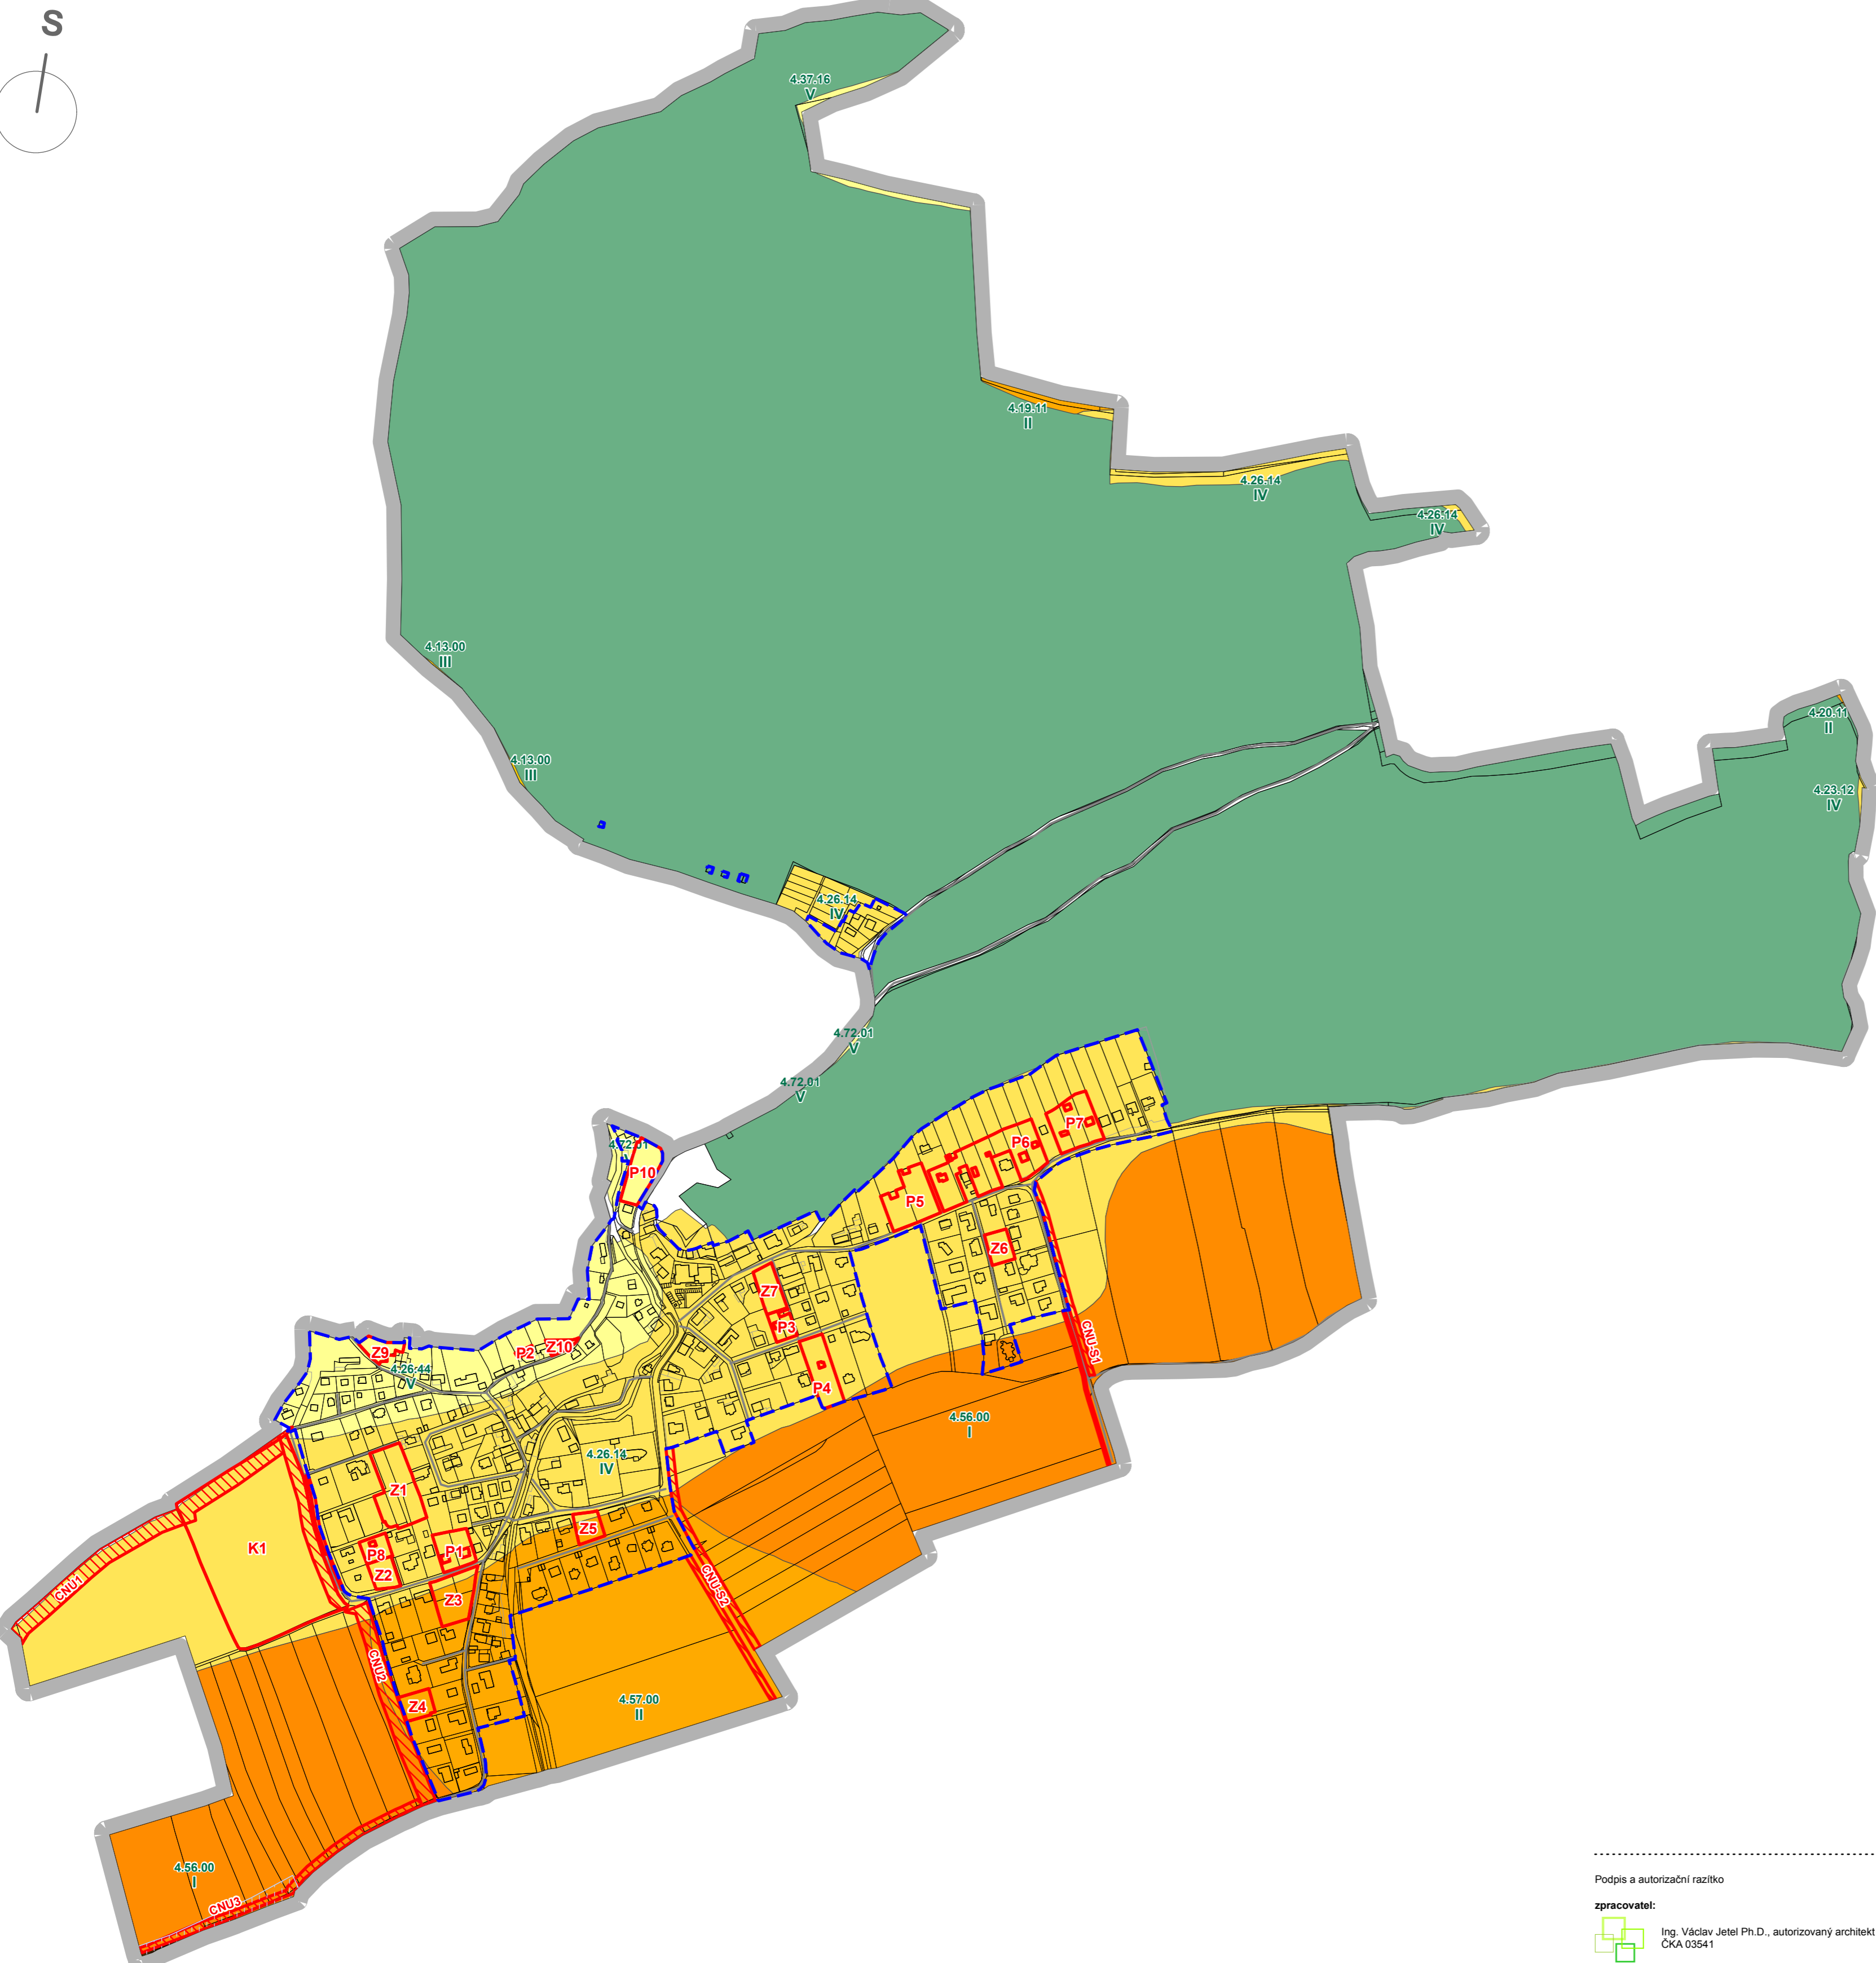 S
4.37.16
V
4.19.11
II
4.26.14
IV
4.26.14
IV
4.13.00
III
4.20.11
II
4.13.00
III
4.23.12
IV
4.26.14
IV
4.72.01
V
4.72.01
V
4.72.01
V
P10
P7
P6
P5
Z6
Z7
P3
CNU-S1
P2
Z10
Z9
4.26.44
V
P4
4.56.00
I
4.26.14
IV
Z1
Z5
K1
P8
P1
Z2
CNU1
Z3
CNU-S2
CNU2
Z4
4.57.00
II
4.56.00
I
CNU3
Podpis a autorizační razítko
zpracovatel:
Ing. Václav Jetel Ph.D., autorizovaný architekt
ČKA 03541